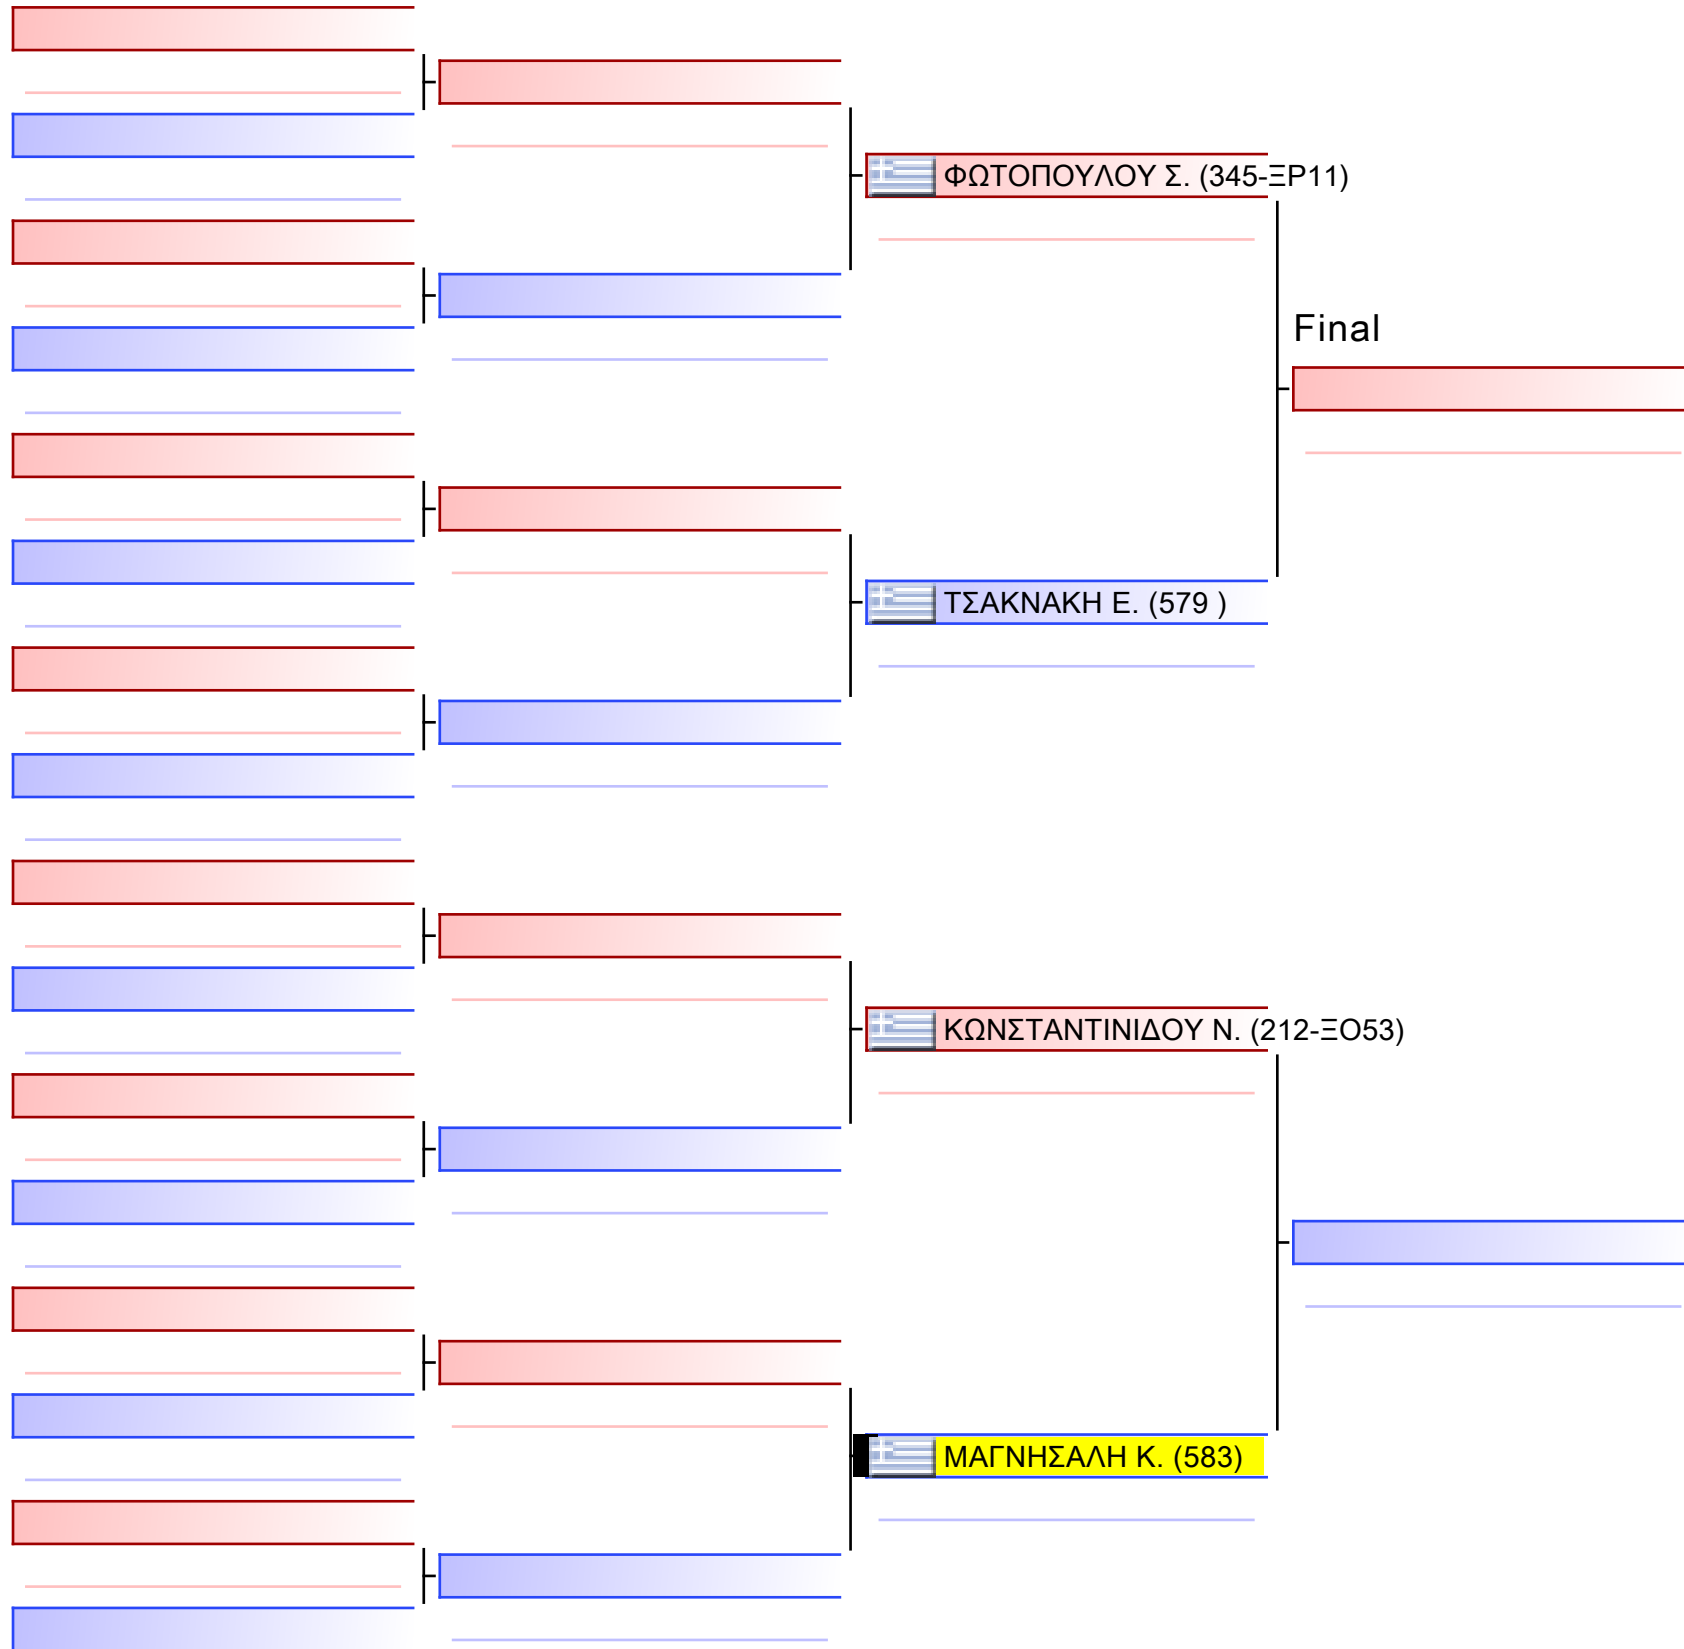 ΦΩΤΟΠΟΥΛΟΥ Σ. (345-ΞΡ11)
Final
ΤΣΑΚΝΑΚΗ Ε. (579 )
ΚΩΝΣΤΑΝΤΙΝΙΔΟΥ Ν. (212-ΞΟ53)
ΜΑΓΝΗΣΑΛΗ Κ. (583)